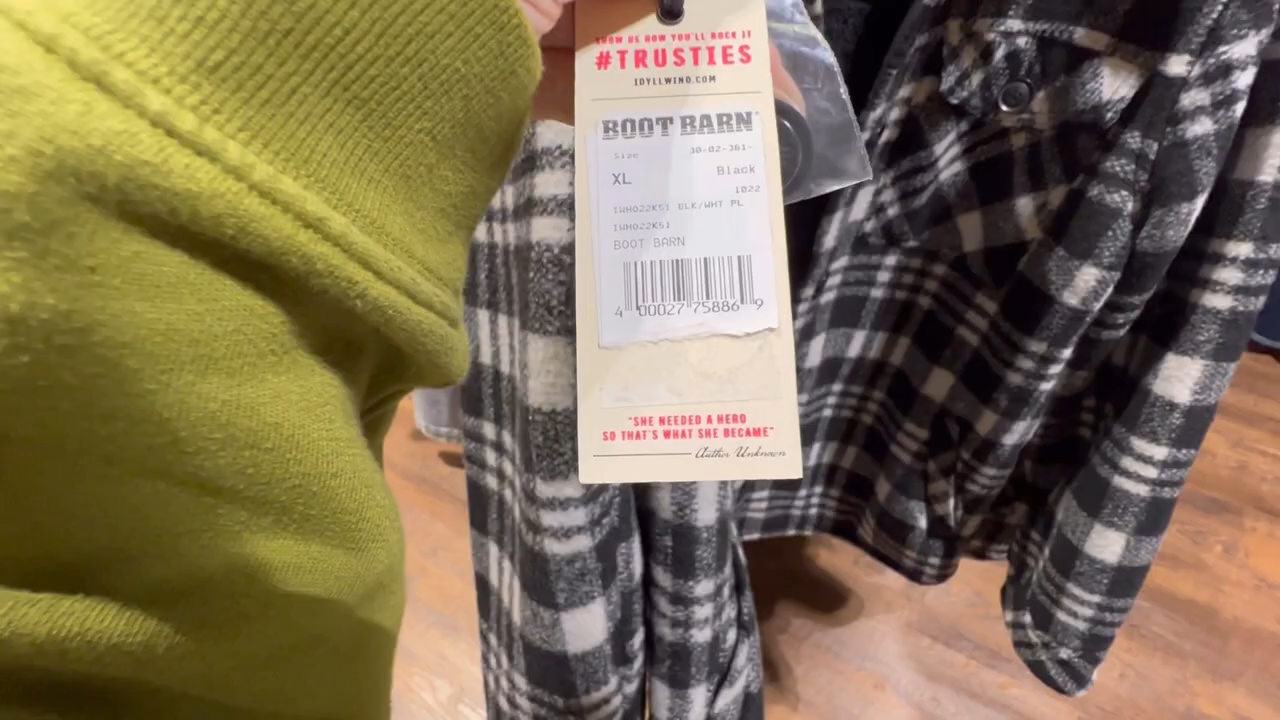 SHOW US HOW YOU'LL ROCK IT
#TRUSTIES
IDYLLWIND.COM
BOOT BARN
Size 30-02-361-
XL Black
1022
IWH022K51 BLK/WHT PL
IWH022K51
BOOT BARN
4 00027 75886 9
"SHE NEEDED A HERO
SO THAT'S WHAT SHE BECAME"
Author Unknown